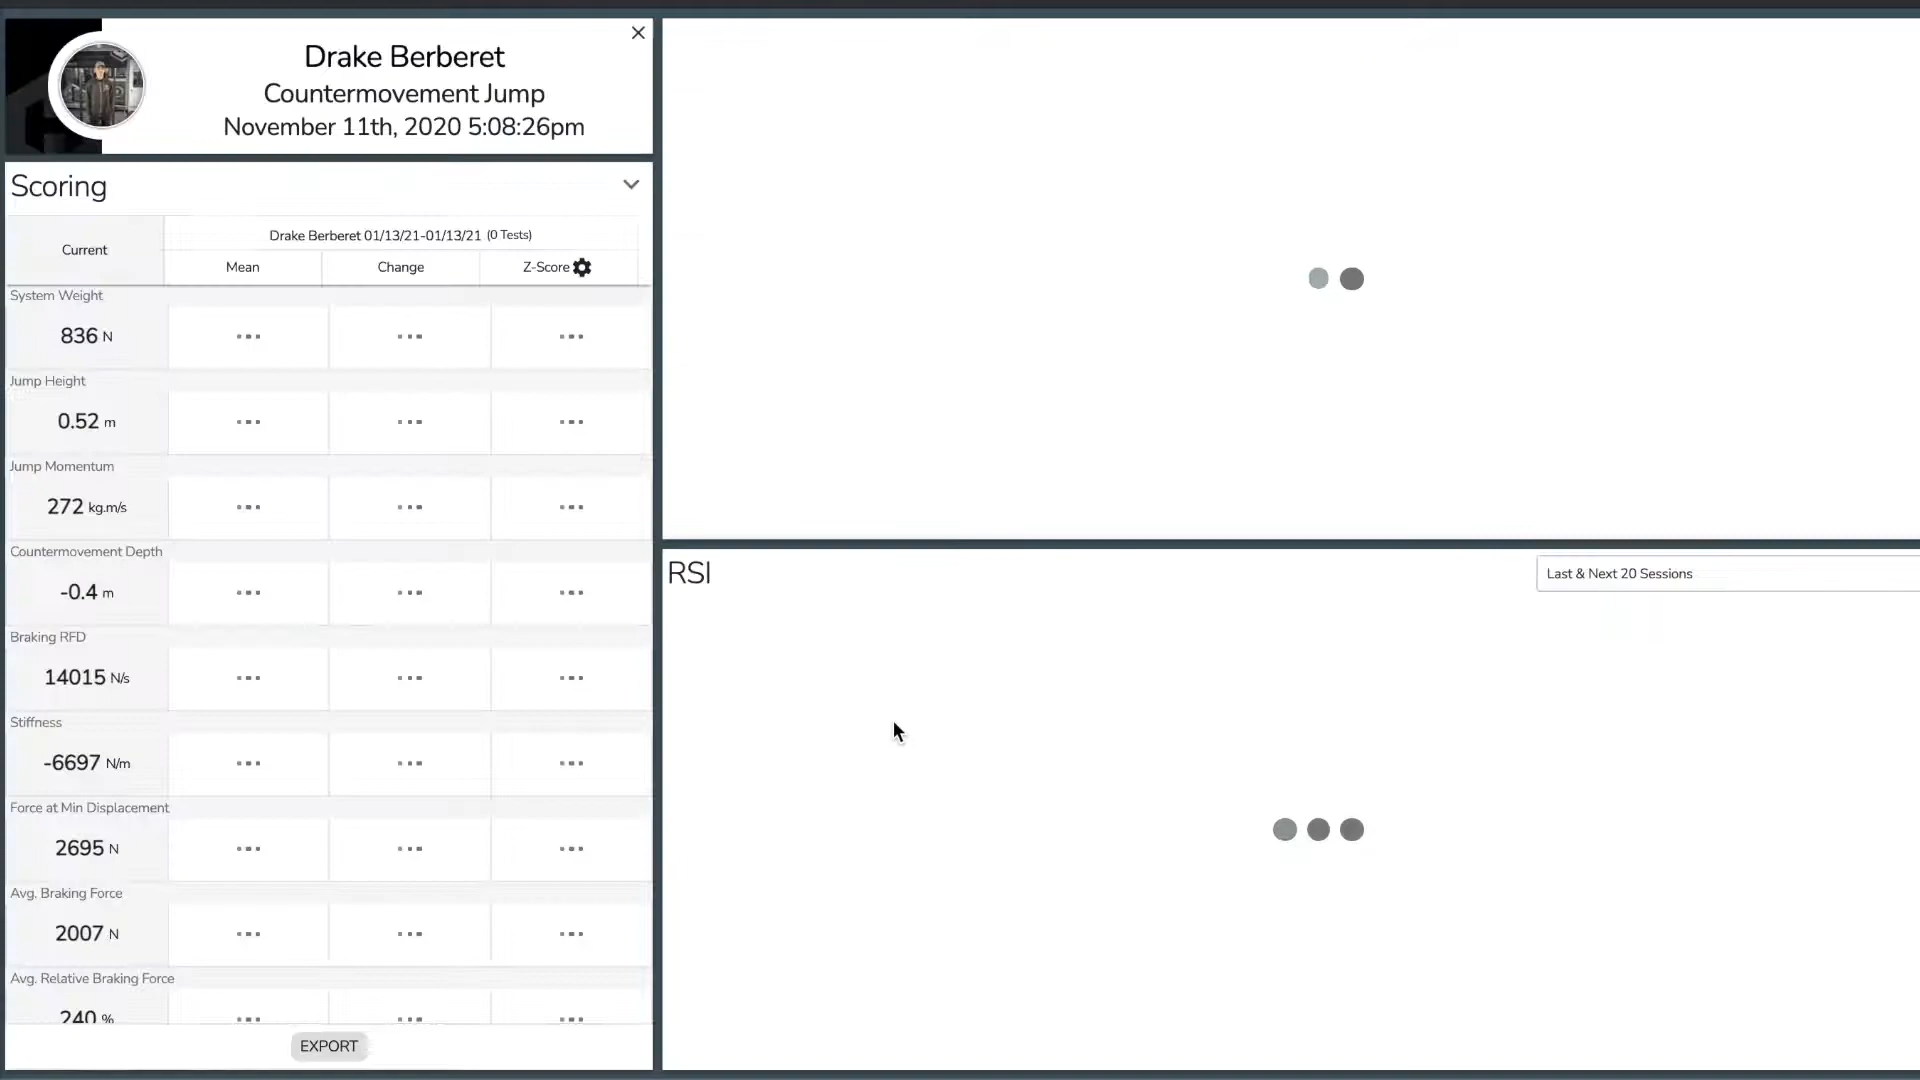 Drake Berberet
Countermovement Jump
November 11th, 2020 5:08:26pm
Scoring
Current
Drake Berberet 01/13/21-01/13/21 (0 Tests)
Mean
Change
Z-Score
System Weight
836 N
Jump Height
0.52 m
Jump Momentum
272 kg.m/s
Countermovement Depth
-0.4 m
Braking RFD
14015 N/s
Stiffness
-6697 N/m
Force at Min Displacement
2695 N
Avg. Braking Force
2007 N
Avg. Relative Braking Force
240 %
EXPORT
RSI
Last & Next 20 Sessions